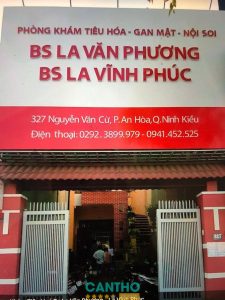 PHÒNG KHÁM TIÊU HÓA - GAN MẬT - NỘI SOI
BS LA VĂN PHƯƠNG
BS LA VĨNH PHÚC
327 Nguyễn Văn Cừ, P. An Hòa, Q. Ninh Kiều
Điện thoại: 0292. 3899.979 - 0941.452.525
CANTHO